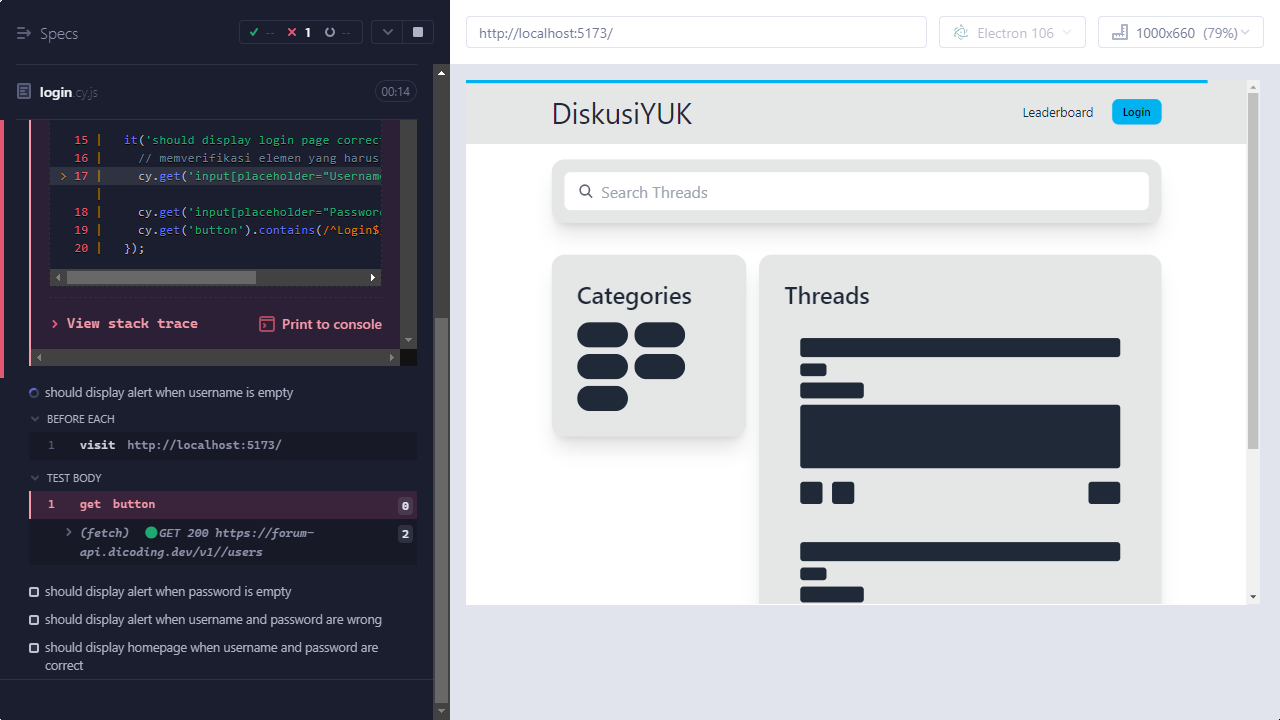 Specs
-- 1 --
login.cy.js
00:14
15 | it('should display login page correct
16 | // memverifikasi elemen yang harus
> 17 | cy.get('input[placeholder="Username
|
18 | cy.get('input[placeholder="Password
19 | cy.get('button').contains(/^Login$
20 | });
> View stack trace
Print to console
should display alert when username is empty
BEFORE EACH
1 visit http://localhost:5173/
TEST BODY
1 get button 0
(fetch) GET 200 https://forum-
api.dicoding.dev/v1//users
2
should display alert when password is empty
should display alert when username and password are wrong
should display homepage when username and password are
correct
http://localhost:5173/
Electron 106
1000x660 (79%)
DiskusiYUK
Leaderboard
Login
Search Threads
Categories
Threads